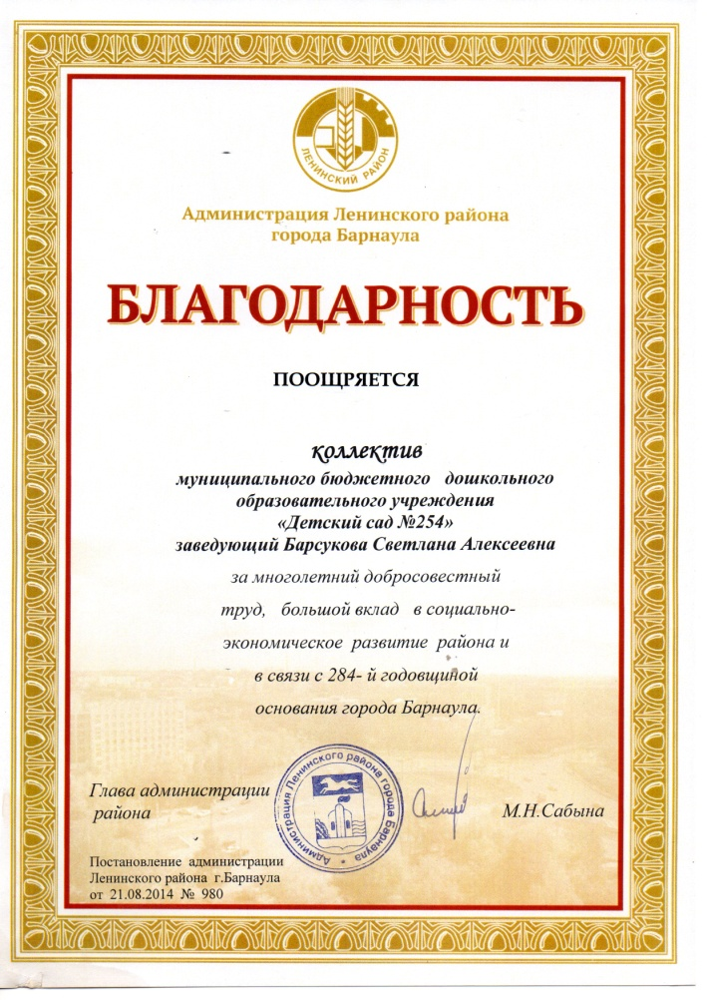 ЛЕНИНСКИЙ РАЙОН
Администрация Ленинского района
города Барнаула
БЛАГОДАРНОСТЬ
ПООЩРЯЕТСЯ
коллектив
муниципального бюджетного дошкольного
образовательного учреждения
«Детский сад №254»
заведующий Барсукова Светлана Алексеевна
за многолетний добросовестный
труд, большой вклад в социально-
экономическое развитие района и
в связи с 284- й годовщиной
основания города Барнаула.
Глава администрации
района
Администрация Ленинского района города Барнаула
М.Н.Сабына
Постановление администрации
Ленинского района г.Барнаула
от 21.08.2014 № 980